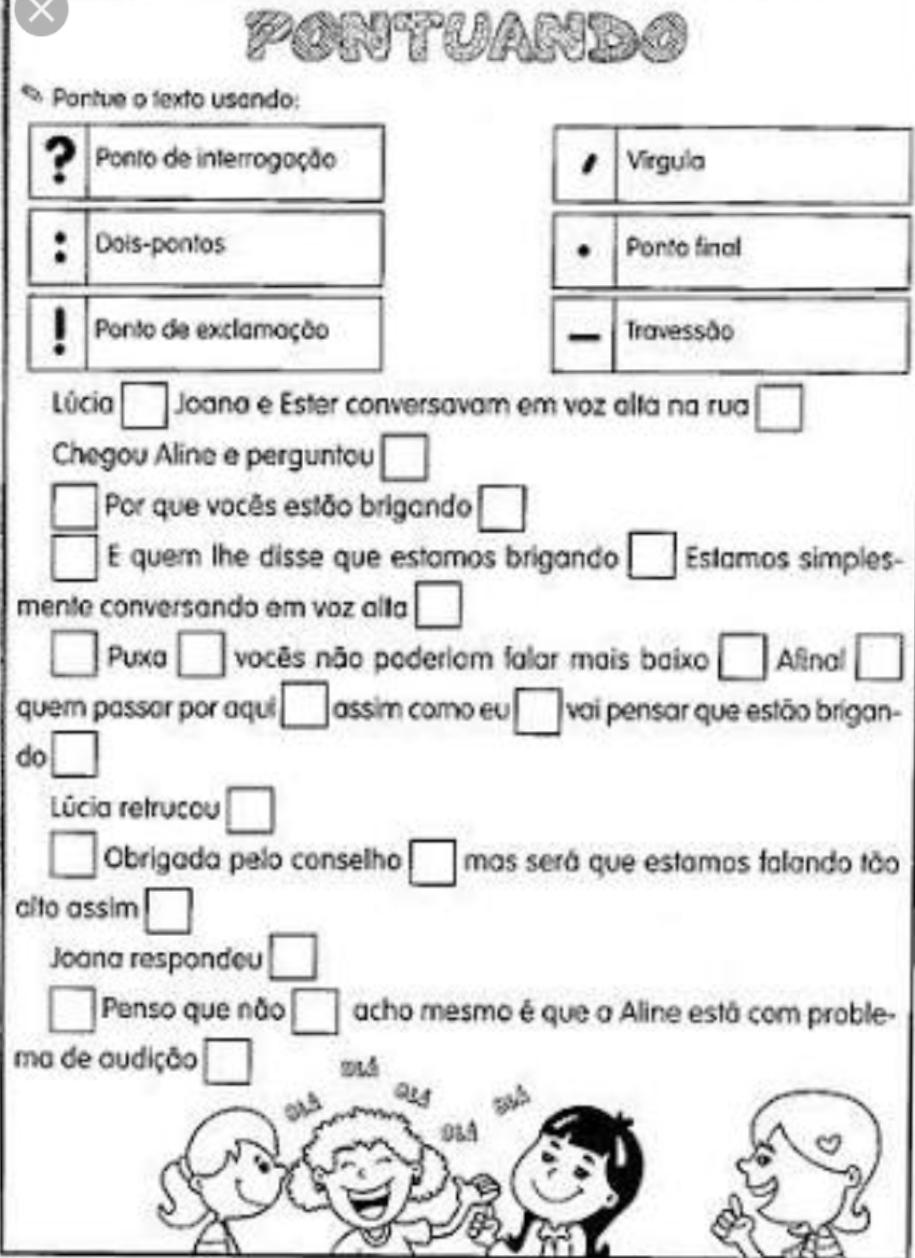 PONTUANDO
Pontue o texto usando:
? Ponto de interrogação
, Vírgula
: Dois-pontos
. Ponto final
! Ponto de exclamação
— Travessão
Lúcia □ Joana e Ester conversavam em voz alta na rua □
Chegou Aline e perguntou □
□ Por que vocês estão brigando □
□ E quem lhe disse que estamos brigando □ Estamos simples-
mente conversando em voz alta □
□ Puxa □ vocês não poderiam falar mais baixo □ Afinal □
quem passar por aqui □ assim como eu □ vai pensar que estão brigan-
do □
Lúcia retrucou □
□ Obrigada pelo conselho □ mas será que estamos falando tão
alto assim □
Joana respondeu □
□ Penso que não □ acho mesmo é que a Aline está com proble-
ma de audição □
BLÁ
BLÁ
BLÁ
BLÁ
BLÁ